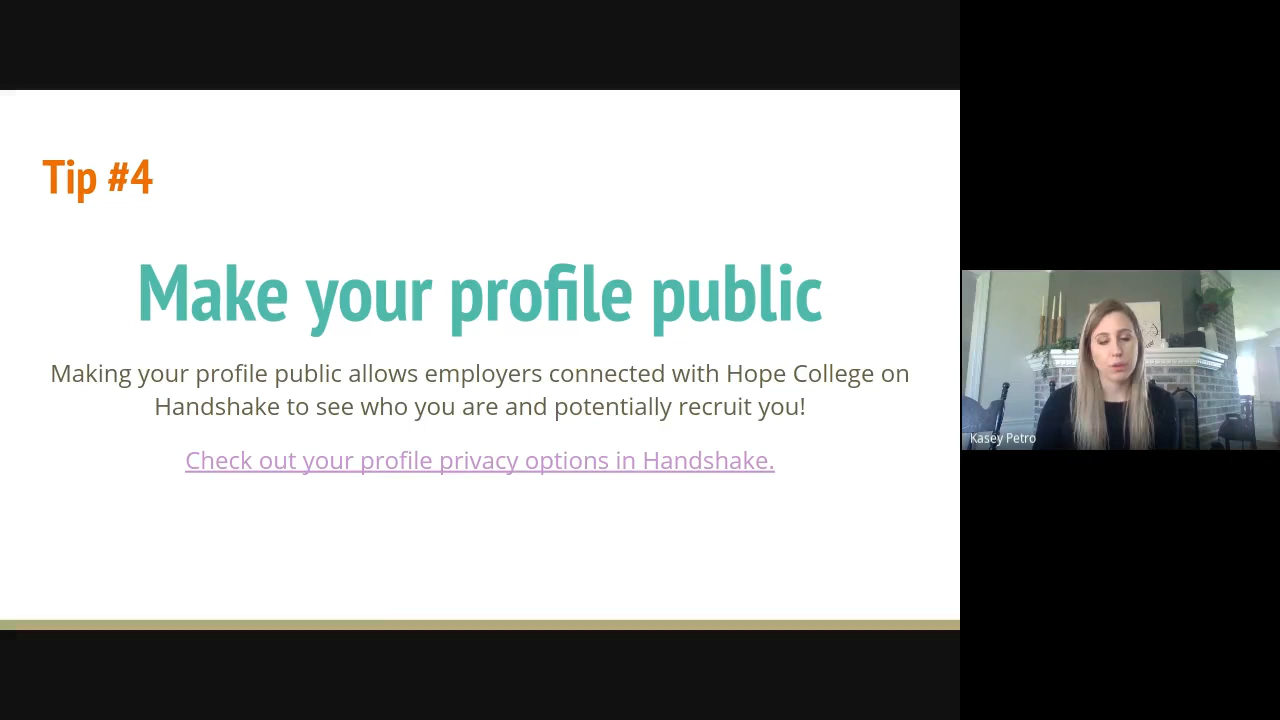 Tip #4
Make your profile public
Making your profile public allows employers connected with Hope College on
Handshake to see who you are and potentially recruit you!
Check out your profile privacy options in Handshake.
Kasey Petro